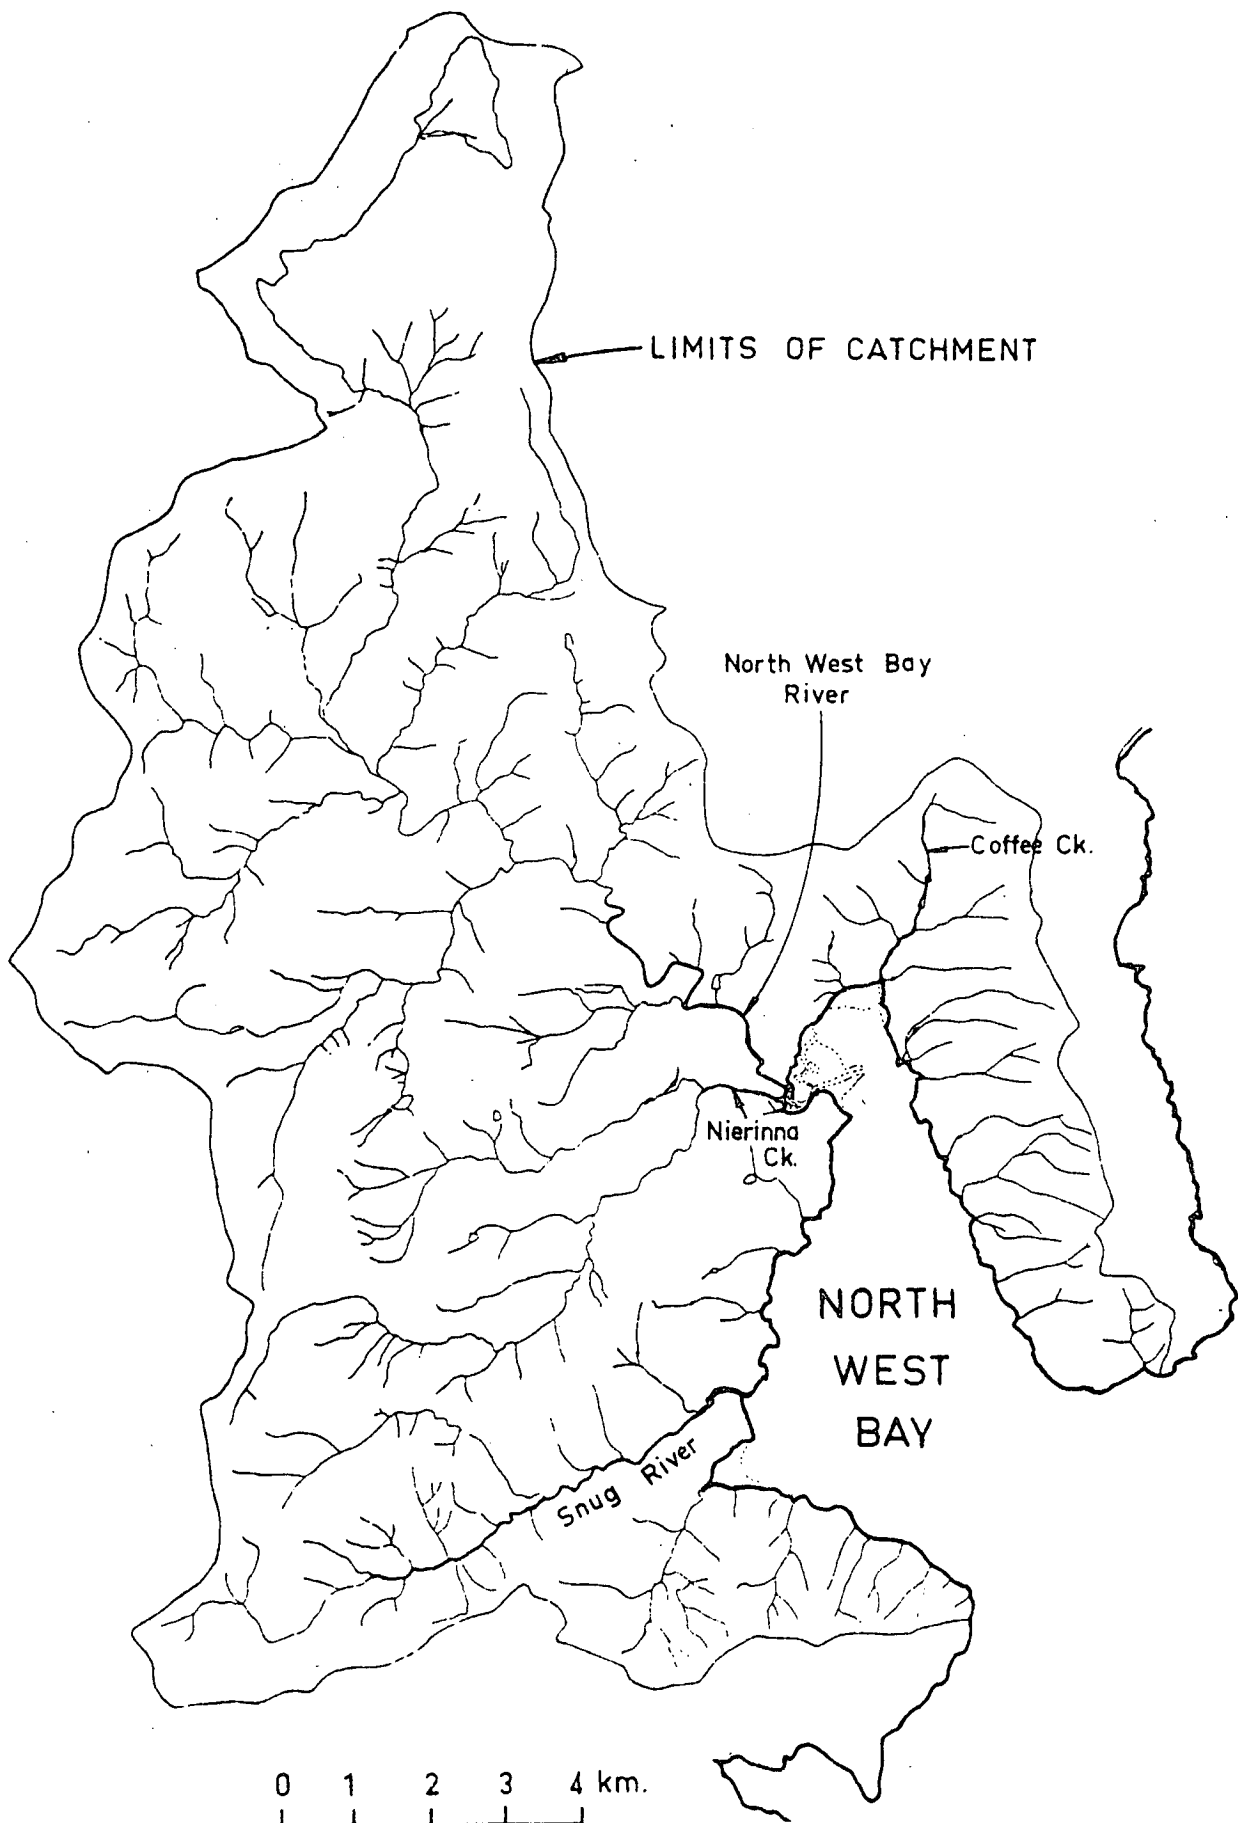 LIMITS OF CATCHMENT
North West Bay
River
Coffee Ck.
Nierinna
Ck.
NORTH
WEST
BAY
Snug River
0 1 2 3 4 km.